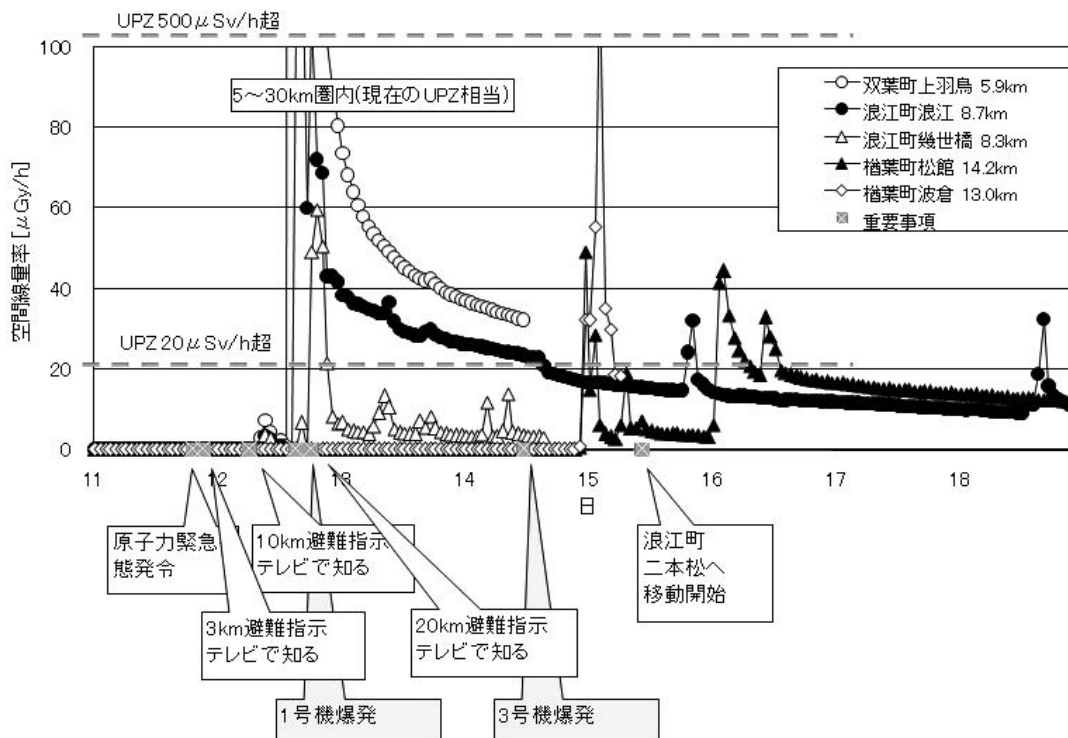 UPZ500μSv/h超
5～30km圏内(現在のUPZ相当)
双葉町上羽鳥 5.9km
浪江町浪江 8.7km
浪江町幾世橋 8.3km
楢葉町松館 14.2km
楢葉町波倉 13.0km
重要事項
空間線量率[μGy/h]
100
80
60
40
20
0
UPZ20μSv/h超
11
12
13
14
15
16
17
18
日
原子力緊急
態発令
10km避難指示
テレビで知る
浪江町
二本松へ
移動開始
3km避難指示
テレビで知る
20km避難指示
テレビで知る
1号機爆発
3号機爆発